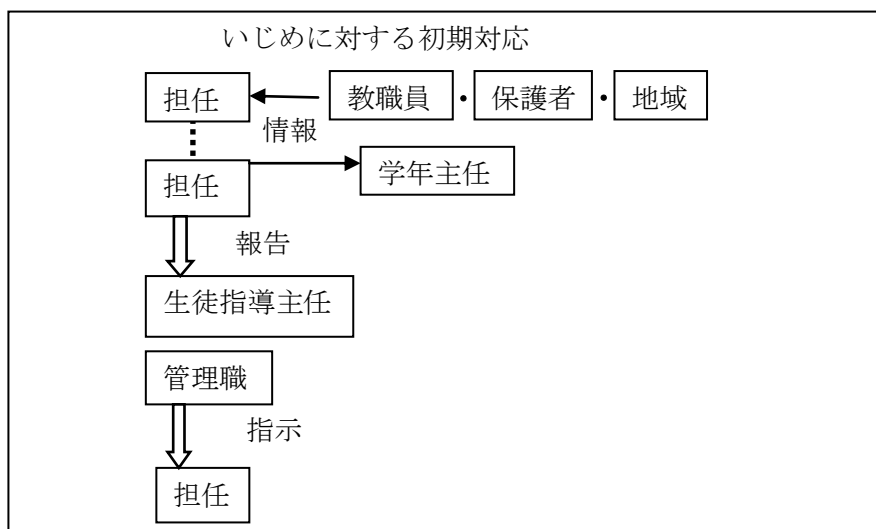 いじめに対する初期対応
担任 教職員・保護者・地域
情報
担任 学年主任
報告
生徒指導主任
管理職
指示
担任